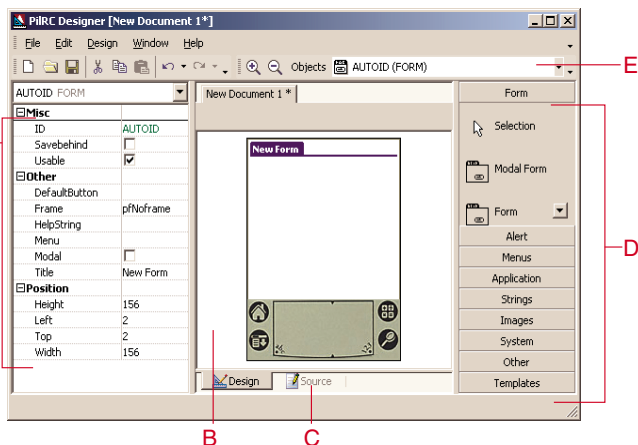 PilRC Designer [New Document 1*]
File Edit Design Window Help
Objects AUTOID (FORM)
E
AUTOID FORM
New Document 1 *
Form
Misc
ID AUTOID
Savebehind
Usable
Other
DefaultButton
Frame pfNoframe
HelpString
Menu
Modal
Title New Form
Position
Height 156
Left 2
Top 2
Width 156
New Form
Selection
Modal Form
Form
Alert
Menus
Application
Strings
Images
System
Other
Templates
D
Design Source
B
C